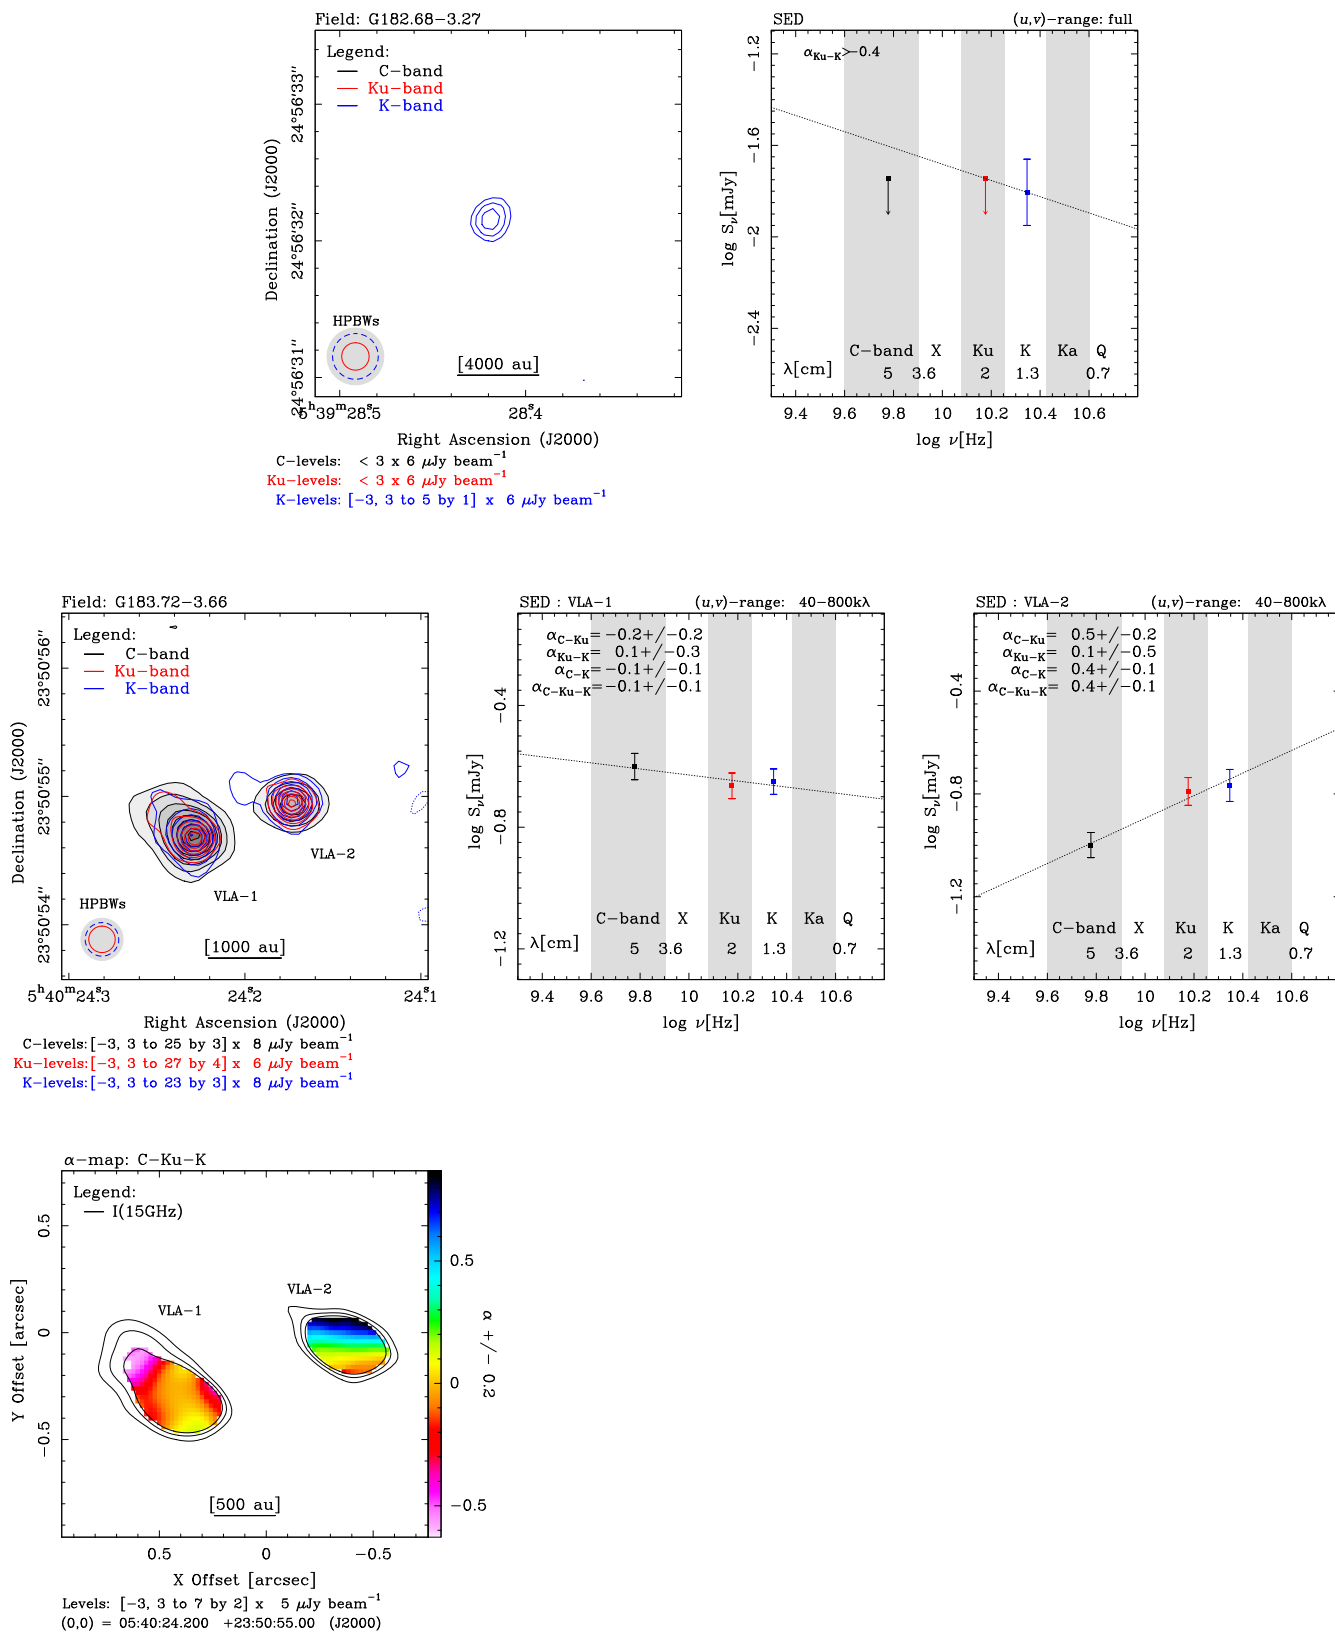 Field: G182.68−3.27
Legend:
C−band
Ku−band
K−band
24°56′33″
24°56′32″
24°56′31″
Declination (J2000)
HPBWs
[4000 au]
5ʰ39ᵐ28.5ˢ
28.4ˢ
Right Ascension (J2000)
C−levels: < 3 x 6 μJy beam⁻¹
Ku−levels: < 3 x 6 μJy beam⁻¹
K−levels: [−3, 3 to 5 by 1] x 6 μJy beam⁻¹
SED (u,v)−range: full
α_Ku−K >−0.4
−1.2
−1.6
−2
−2.4
log S_ν[mJy]
C−band X Ku K Ka Q
λ[cm] 5 3.6 2 1.3 0.7
9.4 9.6 9.8 10 10.2 10.4 10.6
log ν[Hz]
Field: G183.72−3.66
Legend:
C−band
Ku−band
K−band
23°50′56″
23°50′55″
23°50′54″
Declination (J2000)
VLA−2
VLA−1
HPBWs
[1000 au]
5ʰ40ᵐ24.3ˢ
24.2ˢ
24.1ˢ
Right Ascension (J2000)
C−levels:[−3, 3 to 25 by 3] x 8 μJy beam⁻¹
Ku−levels:[−3, 3 to 27 by 4] x 6 μJy beam⁻¹
K−levels:[−3, 3 to 23 by 3] x 8 μJy beam⁻¹
SED : VLA−1 (u,v)−range: 40−800kλ
α_C−Ku=−0.2+/−0.2
α_Ku−K= 0.1+/−0.3
α_C−K=−0.1+/−0.1
α_C−Ku−K=−0.1+/−0.1
−0.4
−0.8
−1.2
log S_ν[mJy]
C−band X Ku K Ka Q
λ[cm] 5 3.6 2 1.3 0.7
9.4 9.6 9.8 10 10.2 10.4 10.6
log ν[Hz]
SED : VLA−2 (u,v)−range: 40−800kλ
α_C−Ku= 0.5+/−0.2
α_Ku−K= 0.1+/−0.5
α_C−K= 0.4+/−0.1
α_C−Ku−K= 0.4+/−0.1
−0.4
−0.8
−1.2
log S_ν[mJy]
C−band X Ku K Ka Q
λ[cm] 5 3.6 2 1.3 0.7
9.4 9.6 9.8 10 10.2 10.4 10.6
log ν[Hz]
α−map: C−Ku−K
Legend:
I(15GHz)
0.5
0
−0.5
Y Offset [arcsec]
VLA−2
VLA−1
[500 au]
0.5 0 −0.5
X Offset [arcsec]
0.5
0
−0.5
α +/− 0.2
Levels: [−3, 3 to 7 by 2] x 5 μJy beam⁻¹
(0,0) = 05:40:24.200 +23:50:55.00 (J2000)